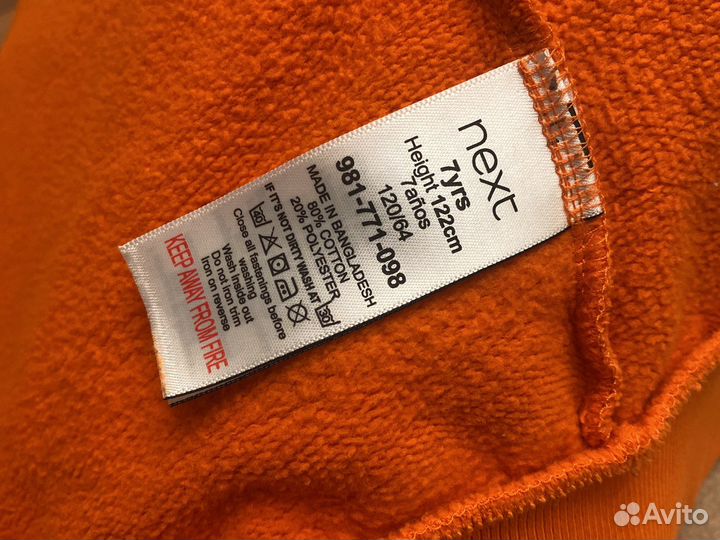 next
7yrs
Height 122cm
7años
120/64
981-771-098
MADE IN BANGLADESH
80% COTTON
20% POLYESTER
IF IT'S NOT DIRTY WASH AT 30
40
Close all fastenings before
washing
Wash inside out
Do not iron trim
Iron on reverse
KEEP AWAY FROM FIRE
Avito